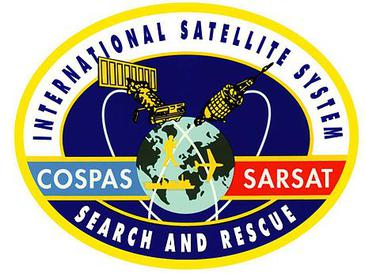 INTERNATIONAL SATELLITE SYSTEM
COSPAS SARSAT
SEARCH AND RESCUE